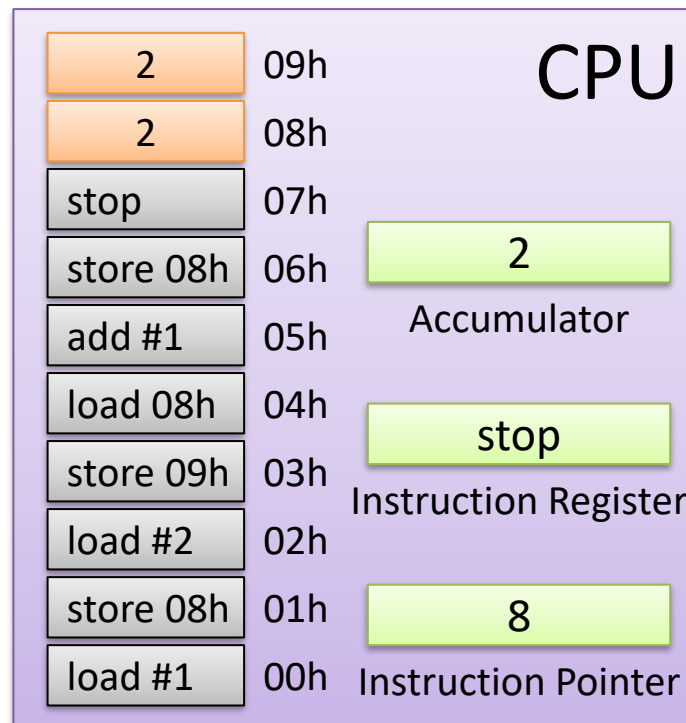 CPU
2 09h
2 08h
stop 07h
store 08h 06h
add #1 05h
load 08h 04h
store 09h 03h
load #2 02h
store 08h 01h
load #1 00h
2
Accumulator
stop
Instruction Register
8
Instruction Pointer